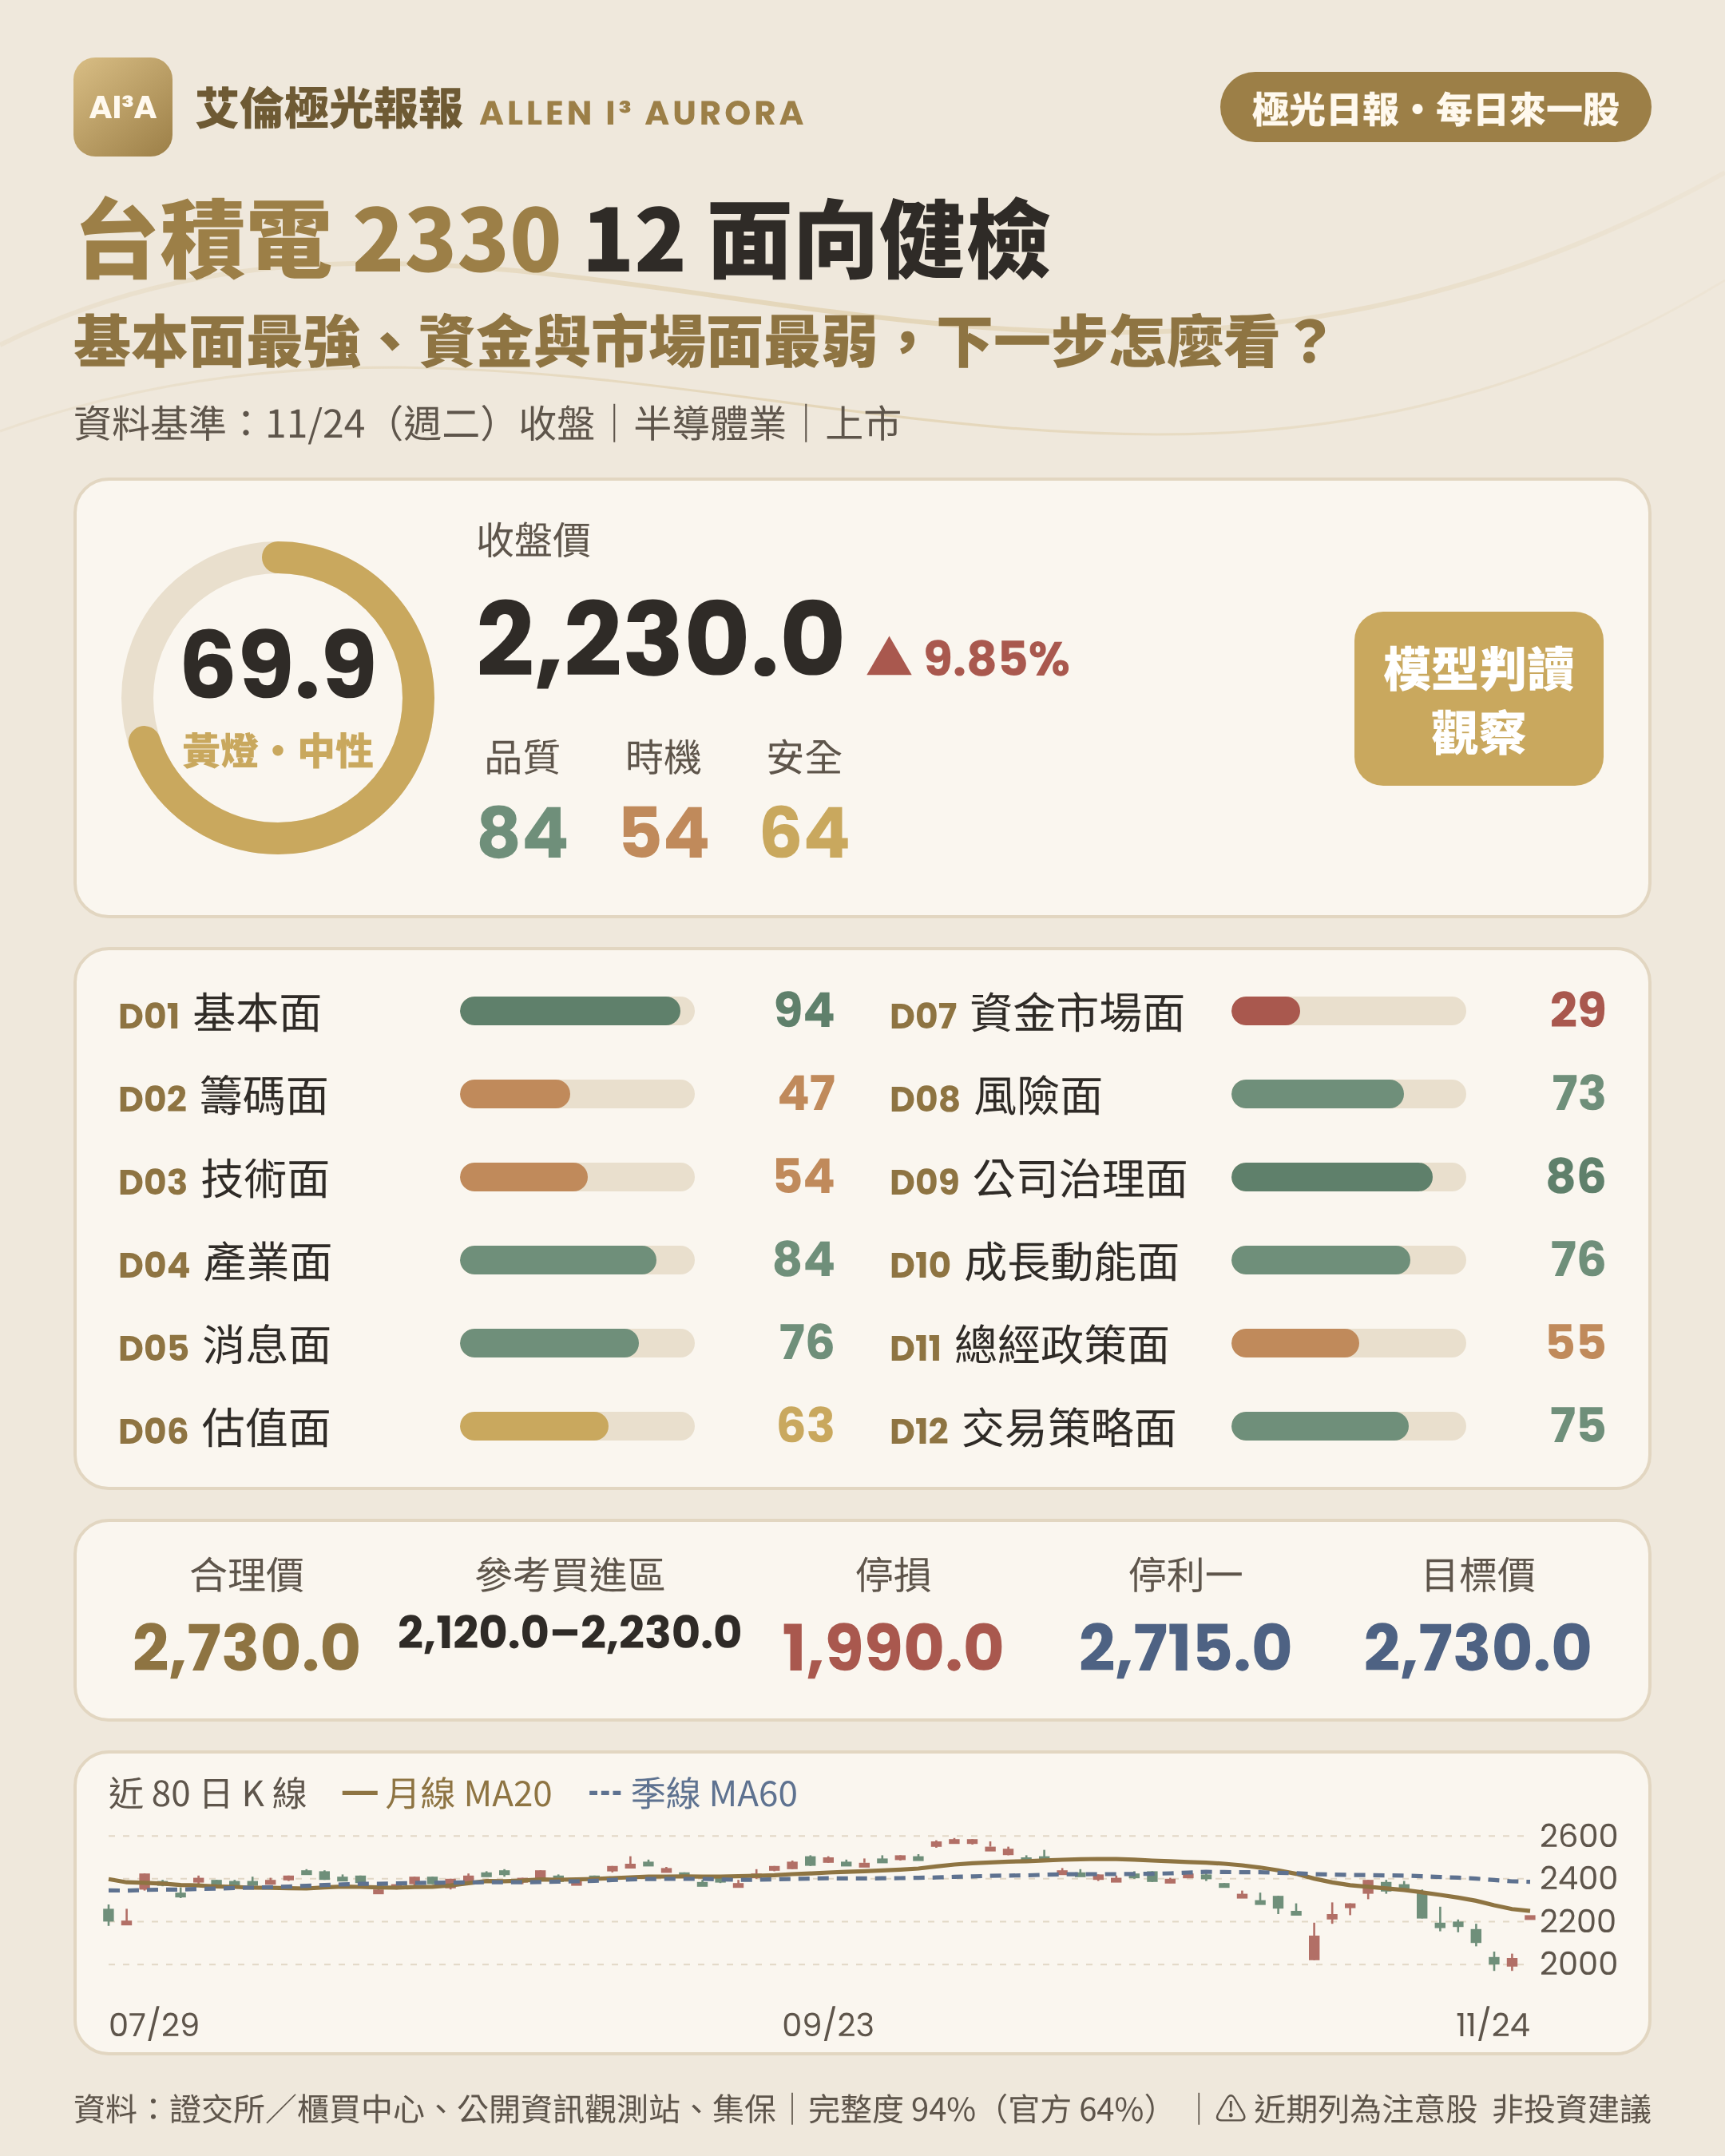 AI³A 艾倫極光報報 ALLEN I³ AURORA
極光日報・每日來一股
台積電 2330 12 面向健檢
基本面最強、資金與市場面最弱，下一步怎麼看？
資料基準：11/24（週二）收盤｜半導體業｜上市
69.9
黃燈・中性
收盤價
2,230.0 ▲ 9.85%
品質 時機 安全
84 54 64
模型判讀
觀察
D01 基本面 94
D02 籌碼面 47
D03 技術面 54
D04 產業面 84
D05 消息面 76
D06 估值面 63
D07 資金市場面 29
D08 風險面 73
D09 公司治理面 86
D10 成長動能面 76
D11 總經政策面 55
D12 交易策略面 75
合理價
2,730.0
參考買進區
2,120.0–2,230.0
停損
1,990.0
停利一
2,715.0
目標價
2,730.0
近 80 日 K 線 月線 MA20 季線 MA60
2600
2400
2200
2000
07/29 09/23 11/24
資料：證交所／櫃買中心、公開資訊觀測站、集保｜完整度 94%（官方 64%）｜⚠ 近期列為注意股 非投資建議